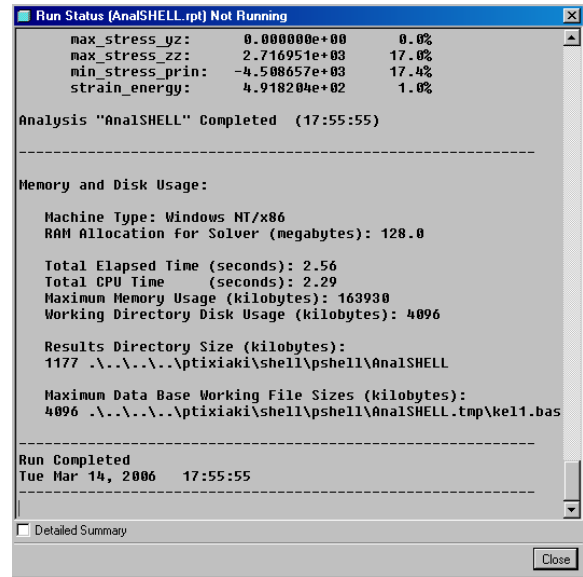 Run Status (AnalSHELL.rpt) Not Running
max_stress_yz: 0.000000e+00 0.0%
max_stress_zz: 2.716951e+03 17.0%
min_stress_prin: -4.508657e+03 17.4%
strain_energy: 4.918204e+02 1.0%
Analysis "AnalSHELL" Completed (17:55:55)
------------------------------------------------------------
Memory and Disk Usage:
Machine Type: Windows NT/x86
RAM Allocation for Solver (megabytes): 128.0
Total Elapsed Time (seconds): 2.56
Total CPU Time (seconds): 2.29
Maximum Memory Usage (kilobytes): 163930
Working Directory Disk Usage (kilobytes): 4096
Results Directory Size (kilobytes):
1177 .\..\..\..\ptixiaki\shell\pshell\AnalSHELL
Maximum Data Base Working File Sizes (kilobytes):
4096 .\..\..\..\ptixiaki\shell\pshell\AnalSHELL.tmp\kel1.bas
------------------------------------------------------------
Run Completed
Tue Mar 14, 2006 17:55:55
------------------------------------------------------------
Detailed Summary
Close